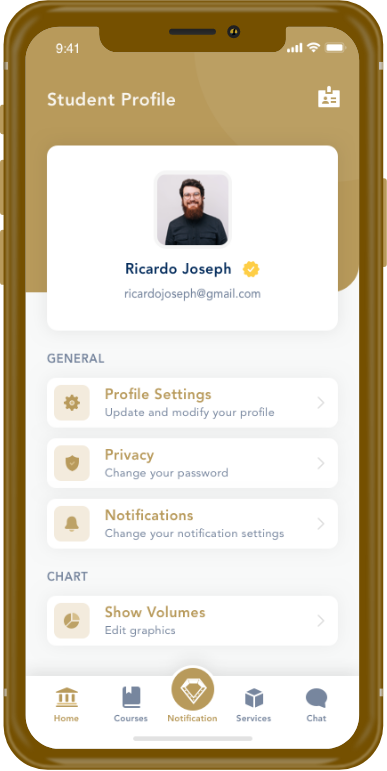 9:41
Student Profile
Ricardo Joseph
ricardojoseph@gmail.com
GENERAL
Profile Settings
Update and modify your profile
Privacy
Change your password
Notifications
Change your notification settings
CHART
Show Volumes
Edit graphics
Home Courses Notification Services Chat